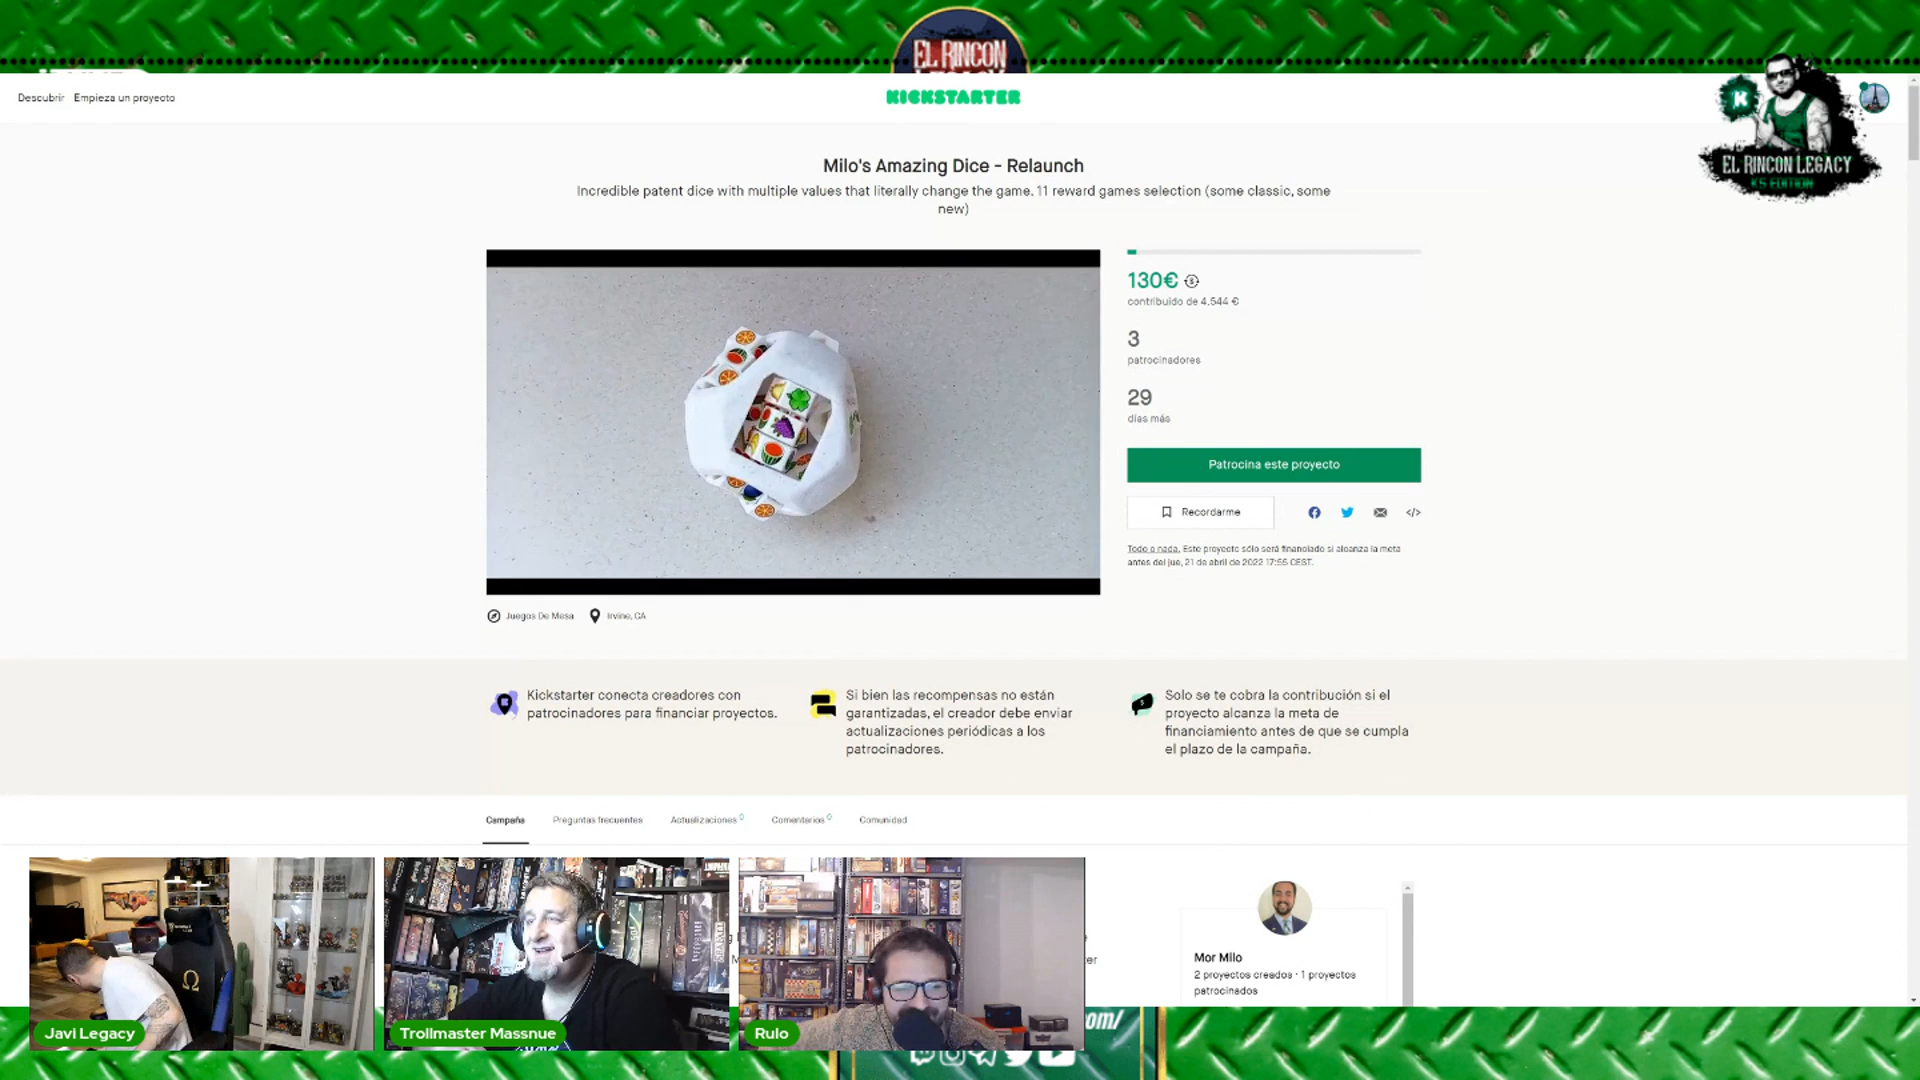 EL RINCON
LEGACY
Descubrir Empieza un proyecto
KICKSTARTER
K
EL RINCON LEGACY
KS EDITION
Milo's Amazing Dice - Relaunch
Incredible patent dice with multiple values that literally change the game. 11 reward games selection (some classic, some
new)
130€
contribuido de 4.544 €
3
patrocinadores
29
días más
Patrocina este proyecto
Recordarme
Todo o nada. Este proyecto sólo será financiado si alcanza la meta
antes del jue, 21 de abril de 2022 17:55 CEST.
Juegos De Mesa Irvine, CA
Kickstarter conecta creadores con
patrocinadores para financiar proyectos.
Si bien las recompensas no están
garantizadas, el creador debe enviar
actualizaciones periódicas a los
patrocinadores.
Solo se te cobra la contribución si el
proyecto alcanza la meta de
financiamiento antes de que se cumpla
el plazo de la campaña.
Campaña Preguntas frecuentes Actualizaciones 0 Comentarios 0 Comunidad
Mor Milo
2 proyectos creados · 1 proyectos
patrocinados
Javi Legacy
Trollmaster Massnue
Rulo
om/